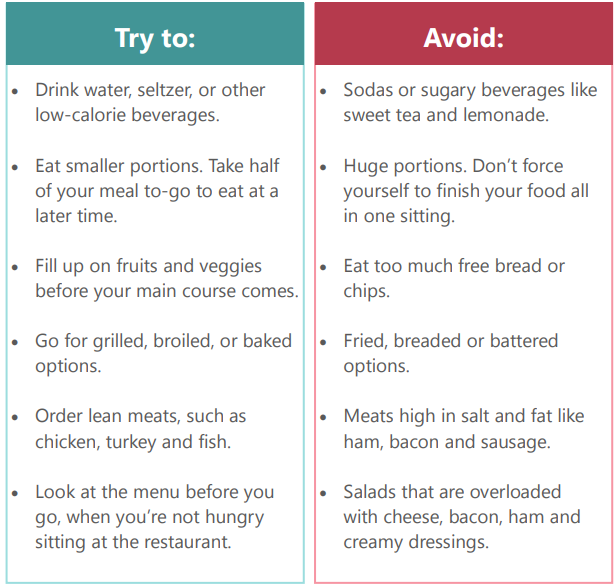 Try to:
• Drink water, seltzer, or other
low-calorie beverages.
• Eat smaller portions. Take half
of your meal to-go to eat at a
later time.
• Fill up on fruits and veggies
before your main course comes.
• Go for grilled, broiled, or baked
options.
• Order lean meats, such as
chicken, turkey and fish.
• Look at the menu before you
go, when you’re not hungry
sitting at the restaurant.
Avoid:
• Sodas or sugary beverages like
sweet tea and lemonade.
• Huge portions. Don’t force
yourself to finish your food all
in one sitting.
• Eat too much free bread or
chips.
• Fried, breaded or battered
options.
• Meats high in salt and fat like
ham, bacon and sausage.
• Salads that are overloaded
with cheese, bacon, ham and
creamy dressings.